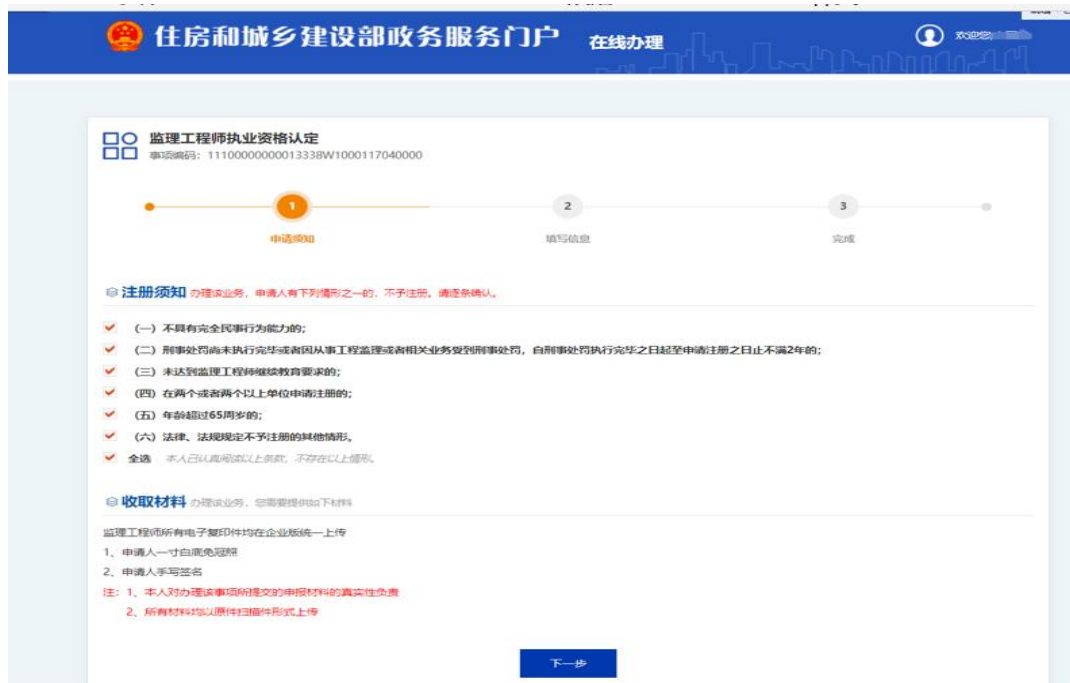 住房和城乡建设部政务服务门户 在线办理
监理工程师执业资格认定
事项编码：11100000000013338W1000117040000
1 2 3
申请须知 填写信息 完成
注册须知 办理该业务，申请人有下列情形之一的，不予注册。请逐条确认。
（一）不具有完全民事行为能力的；
（二）刑事处罚尚未执行完毕或者因从事工程监理或者相关业务受到刑事处罚，自刑事处罚执行完毕之日起至申请注册之日止不满2年的；
（三）未达到监理工程师继续教育要求的；
（四）在两个或者两个以上单位申请注册的；
（五）年龄超过65周岁的；
（六）法律、法规规定不予注册的其他情形。
全选 本人已认真阅读以上条款，不存在以上情形。
收取材料 办理该业务，您需要提供如下材料
监理工程师所有电子复印件均在企业版统一上传
1、申请人一寸白底免冠照
2、申请人手写签名
注：1、本人对办理该事项所提交的申报材料的真实性负责
2、所有材料均以原件扫描件形式上传
下一步